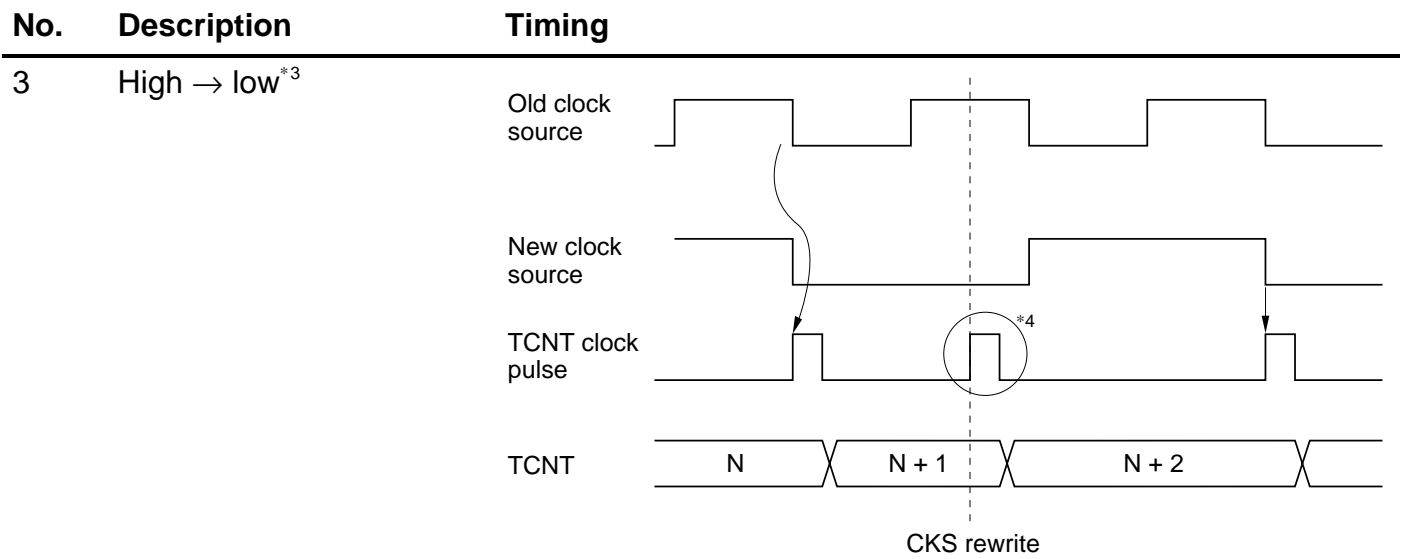 No. Description Timing
3 High → low*3
Old clock
source
New clock
source
TCNT clock
pulse
*4
TCNT N N + 1 N + 2
CKS rewrite